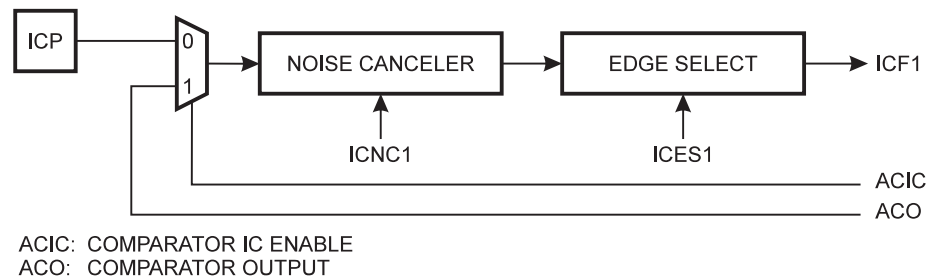 ICP
0
1
NOISE CANCELER
EDGE SELECT
ICF1
ICNC1
ICES1
ACIC
ACO
ACIC: COMPARATOR IC ENABLE
ACO: COMPARATOR OUTPUT